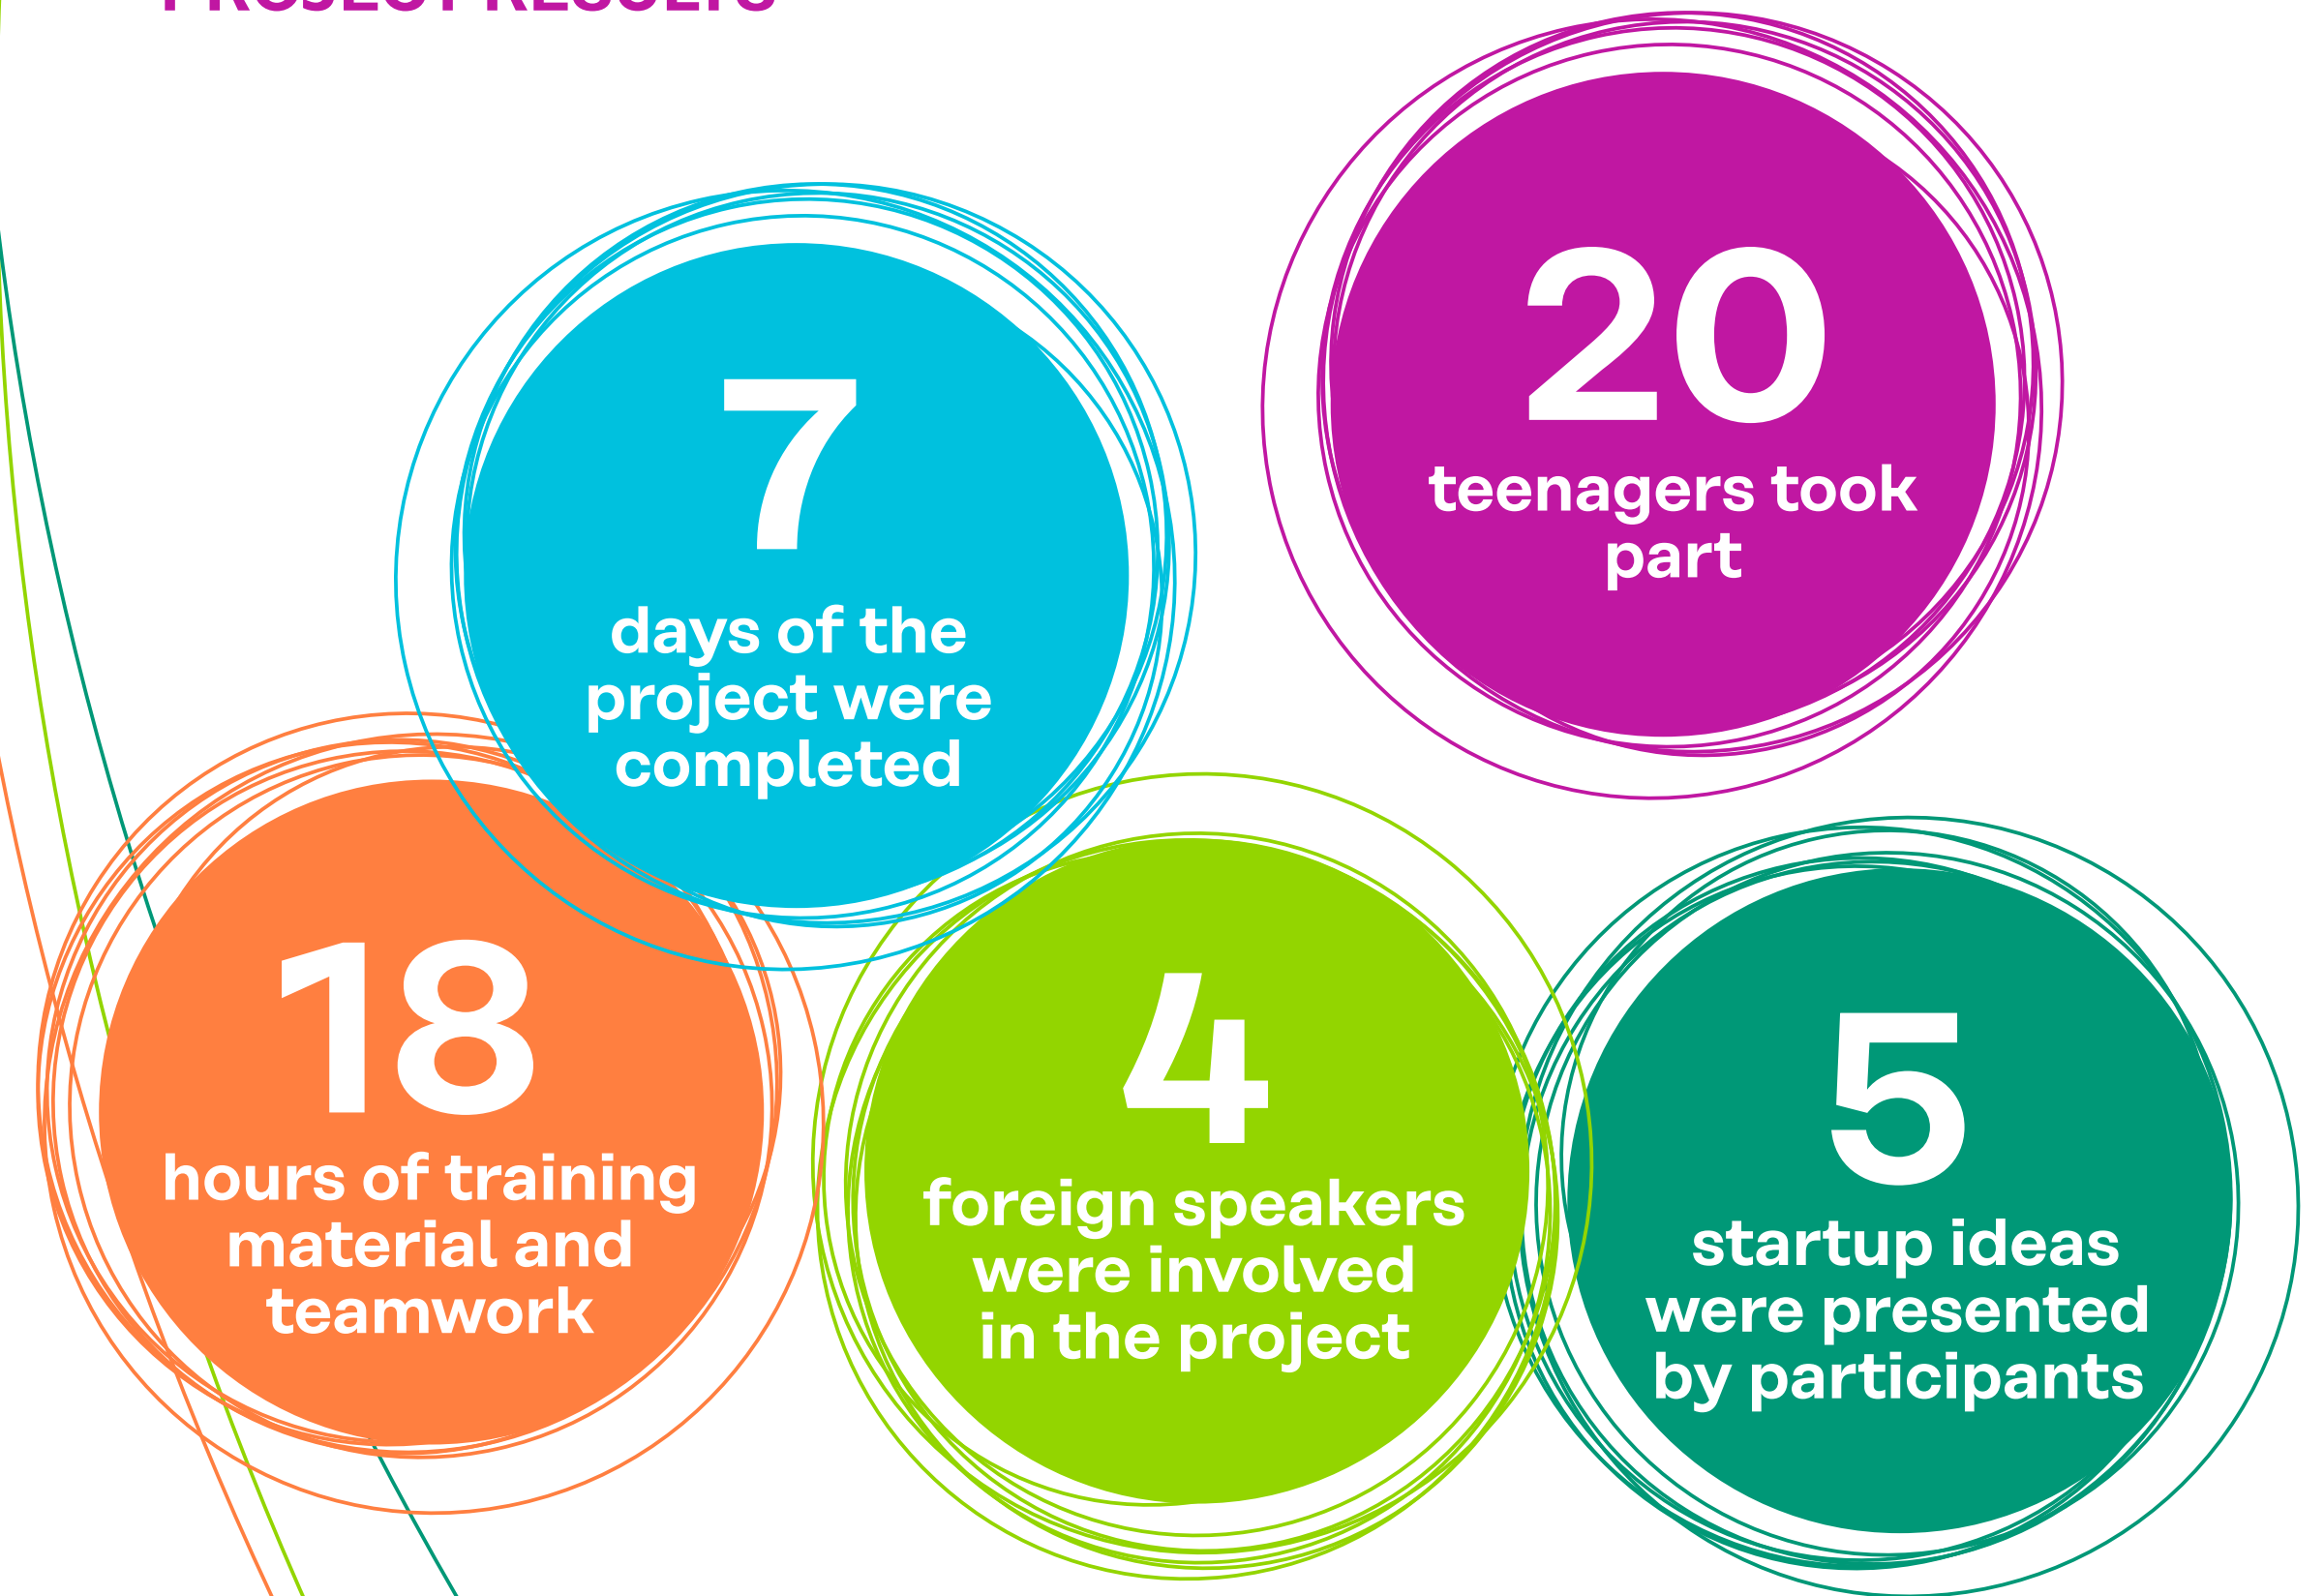 7
days of the
project were
completed
20
teenagers took
part
18
hours of training
material and
teamwork
4
foreign speakers
were involved
in the project
5
startup ideas
were presented
by participants